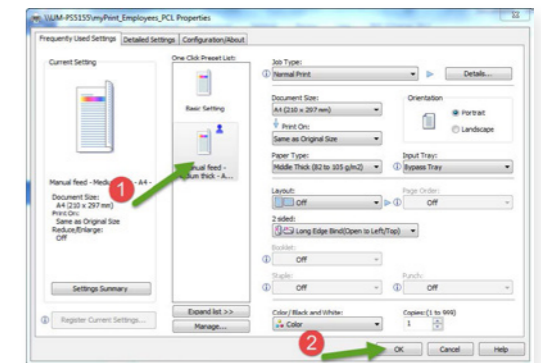 \\UM-PS5155\myPrint_Employees_PCL Properties
Frequently Used Settings Detailed Settings Configuration/About
Current Setting
One Click Preset List:
Job Type:
Normal Print
Details...
Basic Setting
Document Size:
A4 (210 x 297 mm)
Orientation
Portrait
Landscape
Print On:
Same as Original Size
Paper Type:
Middle Thick (82 to 105 g/m2)
Input Tray:
Bypass Tray
1
Manual feed -
medium thick - A...
Manual feed - Medium - A4 -
Document Size:
A4 (210 x 297 mm)
Print On:
Same as Original Size
Reduce/Enlarge:
Off
Layout:
Off
Page Order:
Off
2 sided:
Long Edge Bind(Open to Left/Top)
Booklet:
Off
Staple:
Off
Punch:
Off
Settings Summary
Register Current Settings...
Expand list >>
Manage...
Color/ Black and White:
Color
Copies:(1 to 999)
1
2
OK Cancel Help